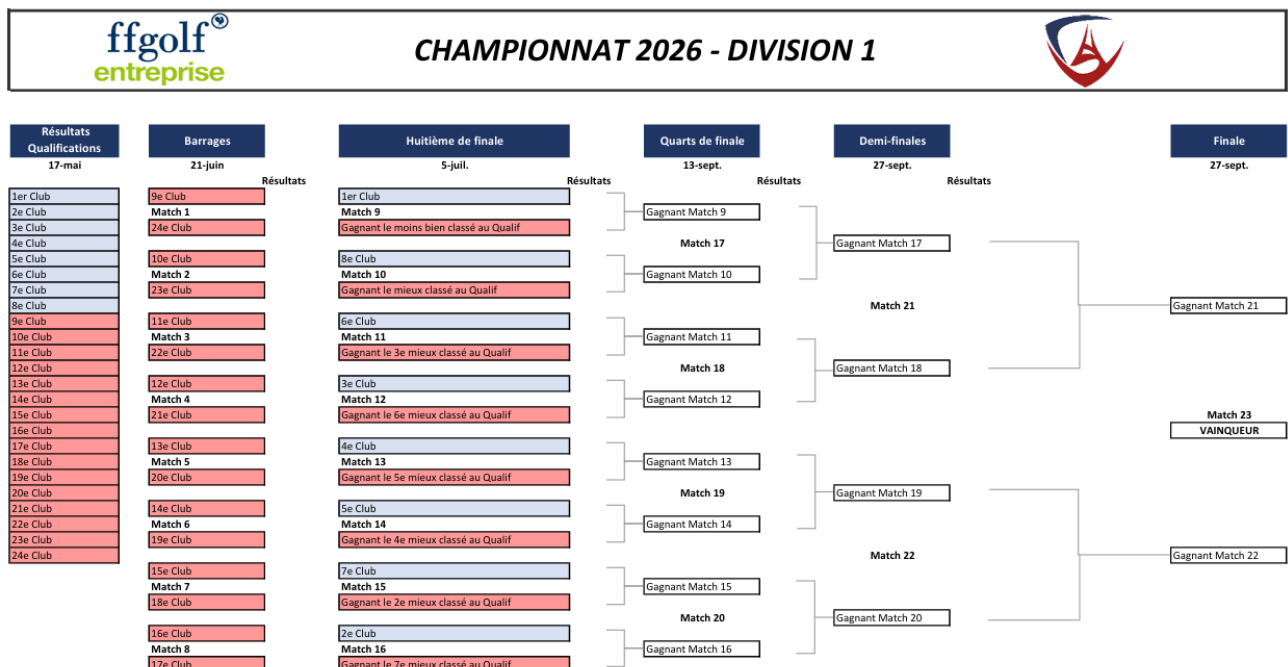 ffgolf
entreprise
CHAMPIONNAT 2026 - DIVISION 1
Résultats
Qualifications
17-mai
1er Club
2e Club
3e Club
4e Club
5e Club
6e Club
7e Club
8e Club
9e Club
10e Club
11e Club
12e Club
13e Club
14e Club
15e Club
16e Club
17e Club
18e Club
19e Club
20e Club
21e Club
22e Club
23e Club
24e Club
Barrages
21-juin
Résultats
9e Club
Match 1
24e Club
10e Club
Match 2
23e Club
11e Club
Match 3
22e Club
12e Club
Match 4
21e Club
13e Club
Match 5
20e Club
14e Club
Match 6
19e Club
15e Club
Match 7
18e Club
16e Club
Match 8
17e Club
Huitième de finale
5-juil.
Résultats
1er Club
Match 9
Gagnant le moins bien classé au Qualif
8e Club
Match 10
Gagnant le mieux classé au Qualif
6e Club
Match 11
Gagnant le 3e mieux classé au Qualif
3e Club
Match 12
Gagnant le 6e mieux classé au Qualif
4e Club
Match 13
Gagnant le 5e mieux classé au Qualif
5e Club
Match 14
Gagnant le 4e mieux classé au Qualif
7e Club
Match 15
Gagnant le 2e mieux classé au Qualif
2e Club
Match 16
Gagnant le 7e mieux classé au Qualif
Quarts de finale
13-sept.
Résultats
Gagnant Match 9
Match 17
Gagnant Match 10
Gagnant Match 11
Match 18
Gagnant Match 12
Gagnant Match 13
Match 19
Gagnant Match 14
Gagnant Match 15
Match 20
Gagnant Match 16
Demi-finales
27-sept.
Résultats
Gagnant Match 17
Match 21
Gagnant Match 18
Gagnant Match 19
Match 22
Gagnant Match 20
Finale
27-sept.
Gagnant Match 21
Match 23
VAINQUEUR
Gagnant Match 22